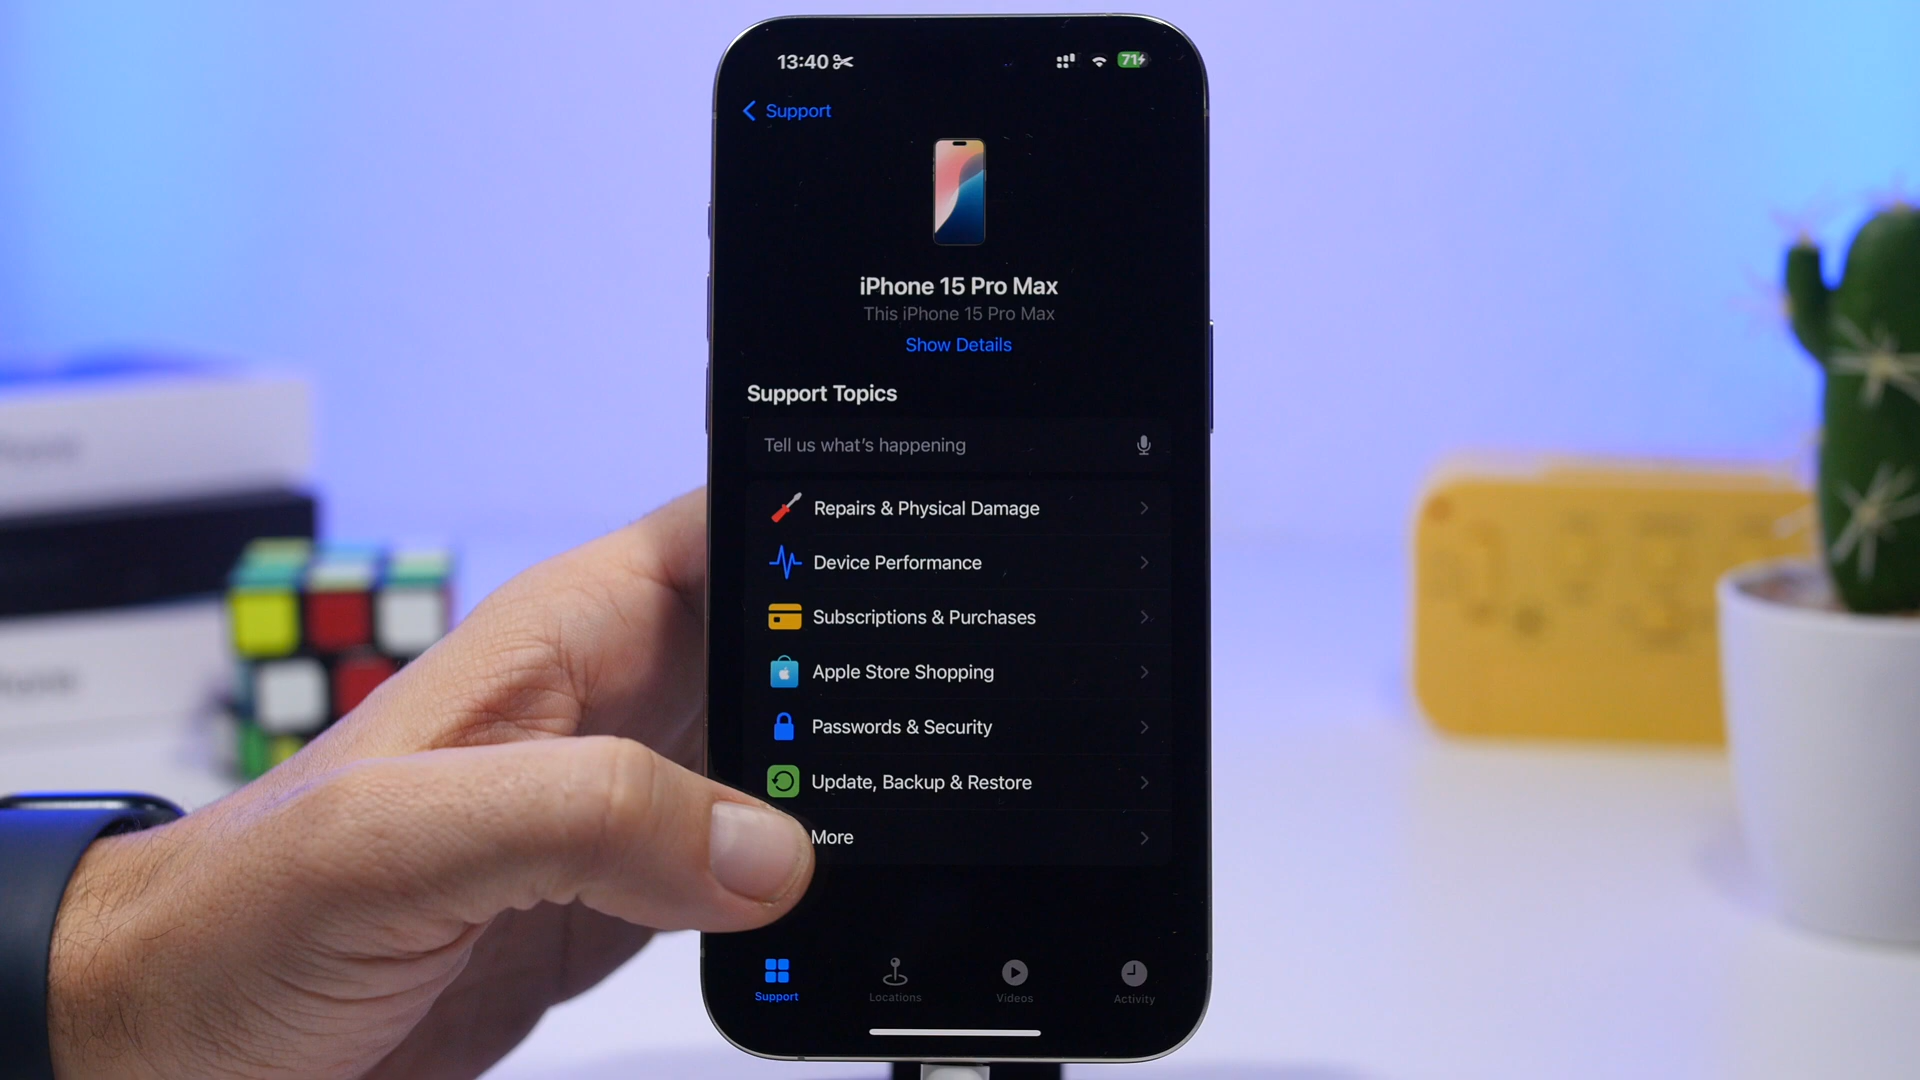 13:40
71
Support
iPhone 15 Pro Max
This iPhone 15 Pro Max
Show Details
Support Topics
Tell us what's happening
Repairs & Physical Damage
Device Performance
Subscriptions & Purchases
Apple Store Shopping
Passwords & Security
Update, Backup & Restore
More
Support
Locations
Videos
Activity